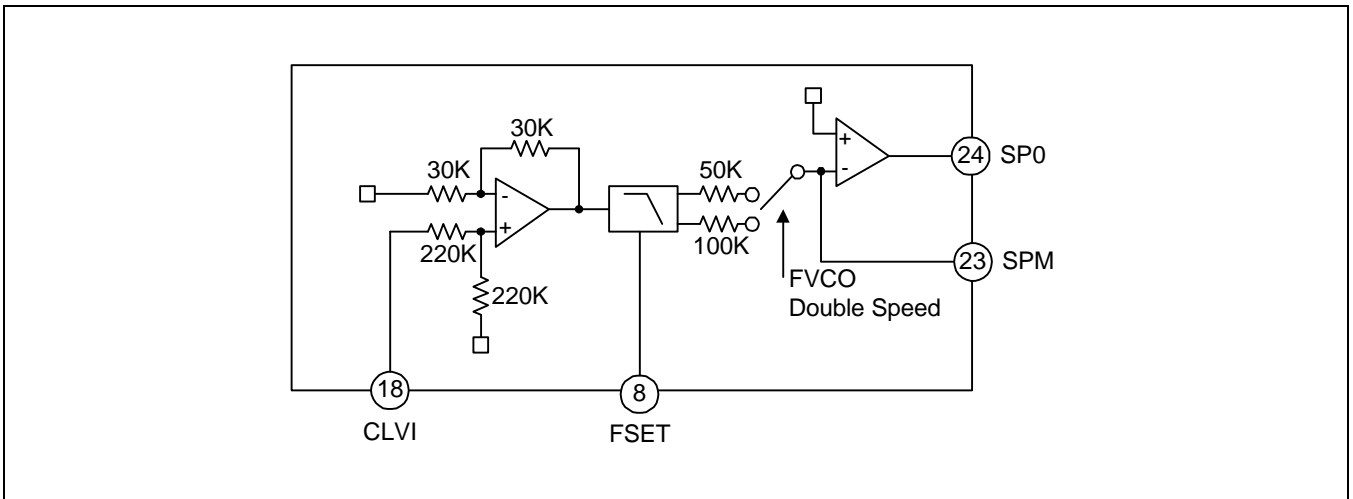 30K
30K
-
+
220K
220K
50K
100K
+
-
24 SP0
23 SPM
FVCO
Double Speed
18
CLVI
8
FSET